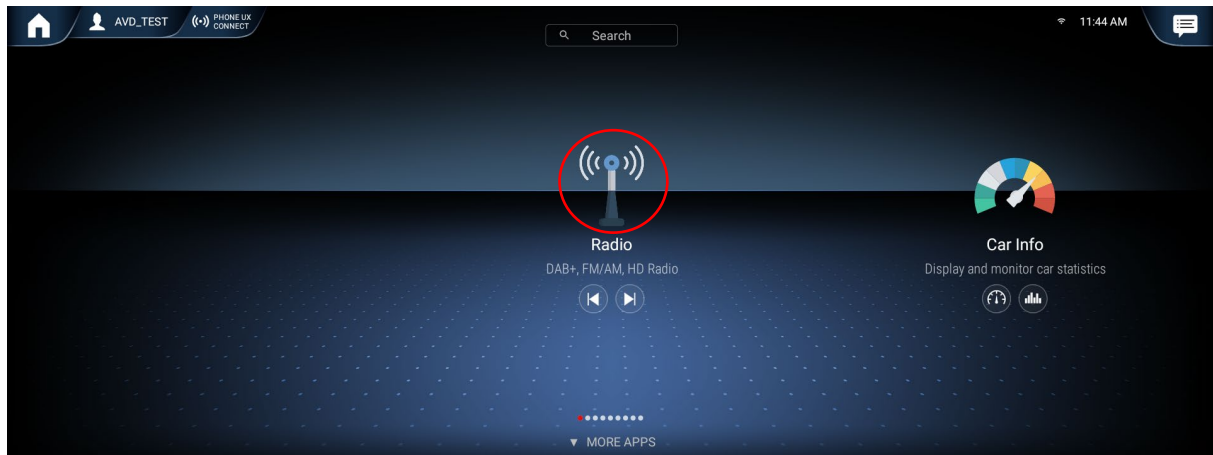 AVD_TEST
PHONE UX
CONNECT
Search
11:44 AM
Radio
DAB+, FM/AM, HD Radio
Car Info
Display and monitor car statistics
MORE APPS